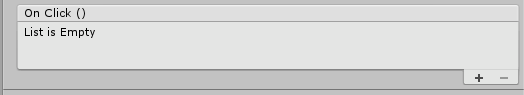 On Click ()
List is Empty
+ −